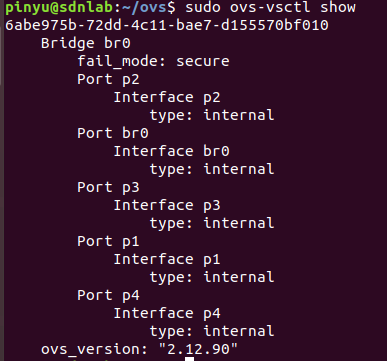 pinyu@sdnlab:~/ovs$ sudo ovs-vsctl show
6abe975b-72dd-4c11-bae7-d155570bf010
    Bridge br0
        fail_mode: secure
        Port p2
            Interface p2
                type: internal
        Port br0
            Interface br0
                type: internal
        Port p3
            Interface p3
                type: internal
        Port p1
            Interface p1
                type: internal
        Port p4
            Interface p4
                type: internal
    ovs_version: "2.12.90"